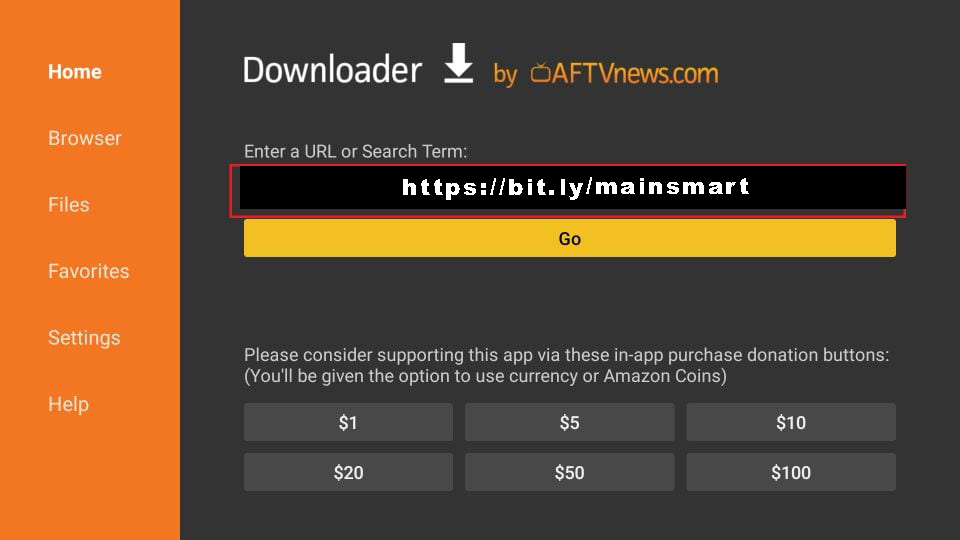 Home
Browser
Files
Favorites
Settings
Help
Downloader by AFTVnews.com
Enter a URL or Search Term:
https://bit.ly/mainsmart
Go
Please consider supporting this app via these in-app purchase donation buttons:
(You'll be given the option to use currency or Amazon Coins)
$1 $5 $10
$20 $50 $100